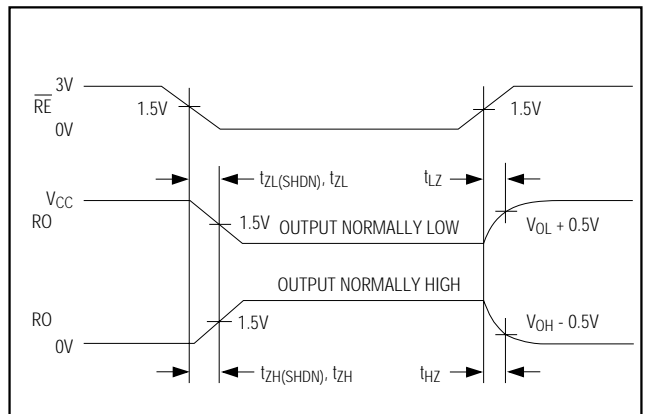 3V
RE
0V
1.5V
1.5V
tZL(SHDN), tZL
tLZ
VCC
RO
1.5V
OUTPUT NORMALLY LOW
VOL + 0.5V
OUTPUT NORMALLY HIGH
RO
0V
1.5V
VOH - 0.5V
tZH(SHDN), tZH
tHZ